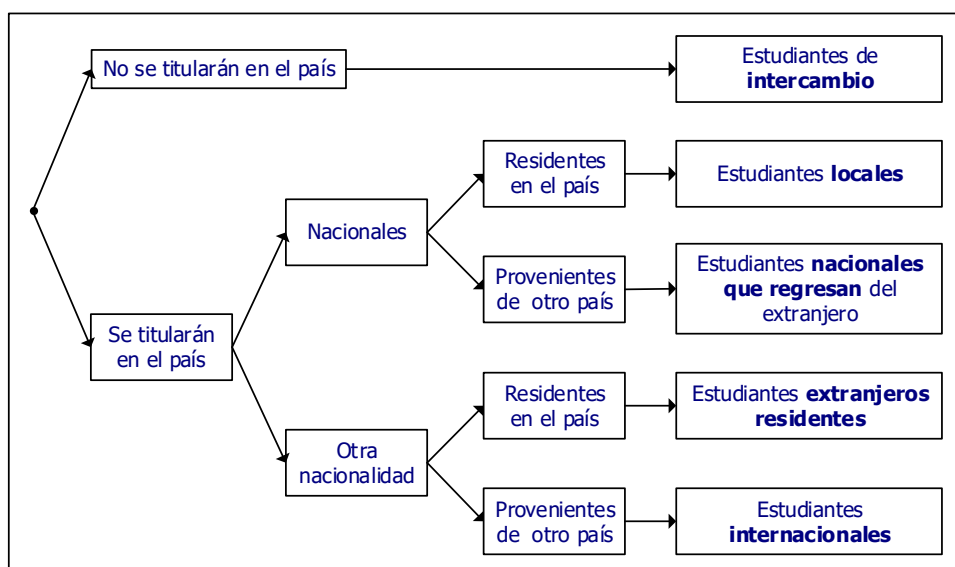 No se titularán en el país
Estudiantes de
intercambio
Residentes
en el país
Estudiantes locales
Nacionales
Provenientes
de otro país
Estudiantes nacionales
que regresan del
extranjero
Se titularán
en el país
Residentes
en el país
Estudiantes extranjeros
residentes
Otra
nacionalidad
Provenientes
de otro país
Estudiantes
internacionales